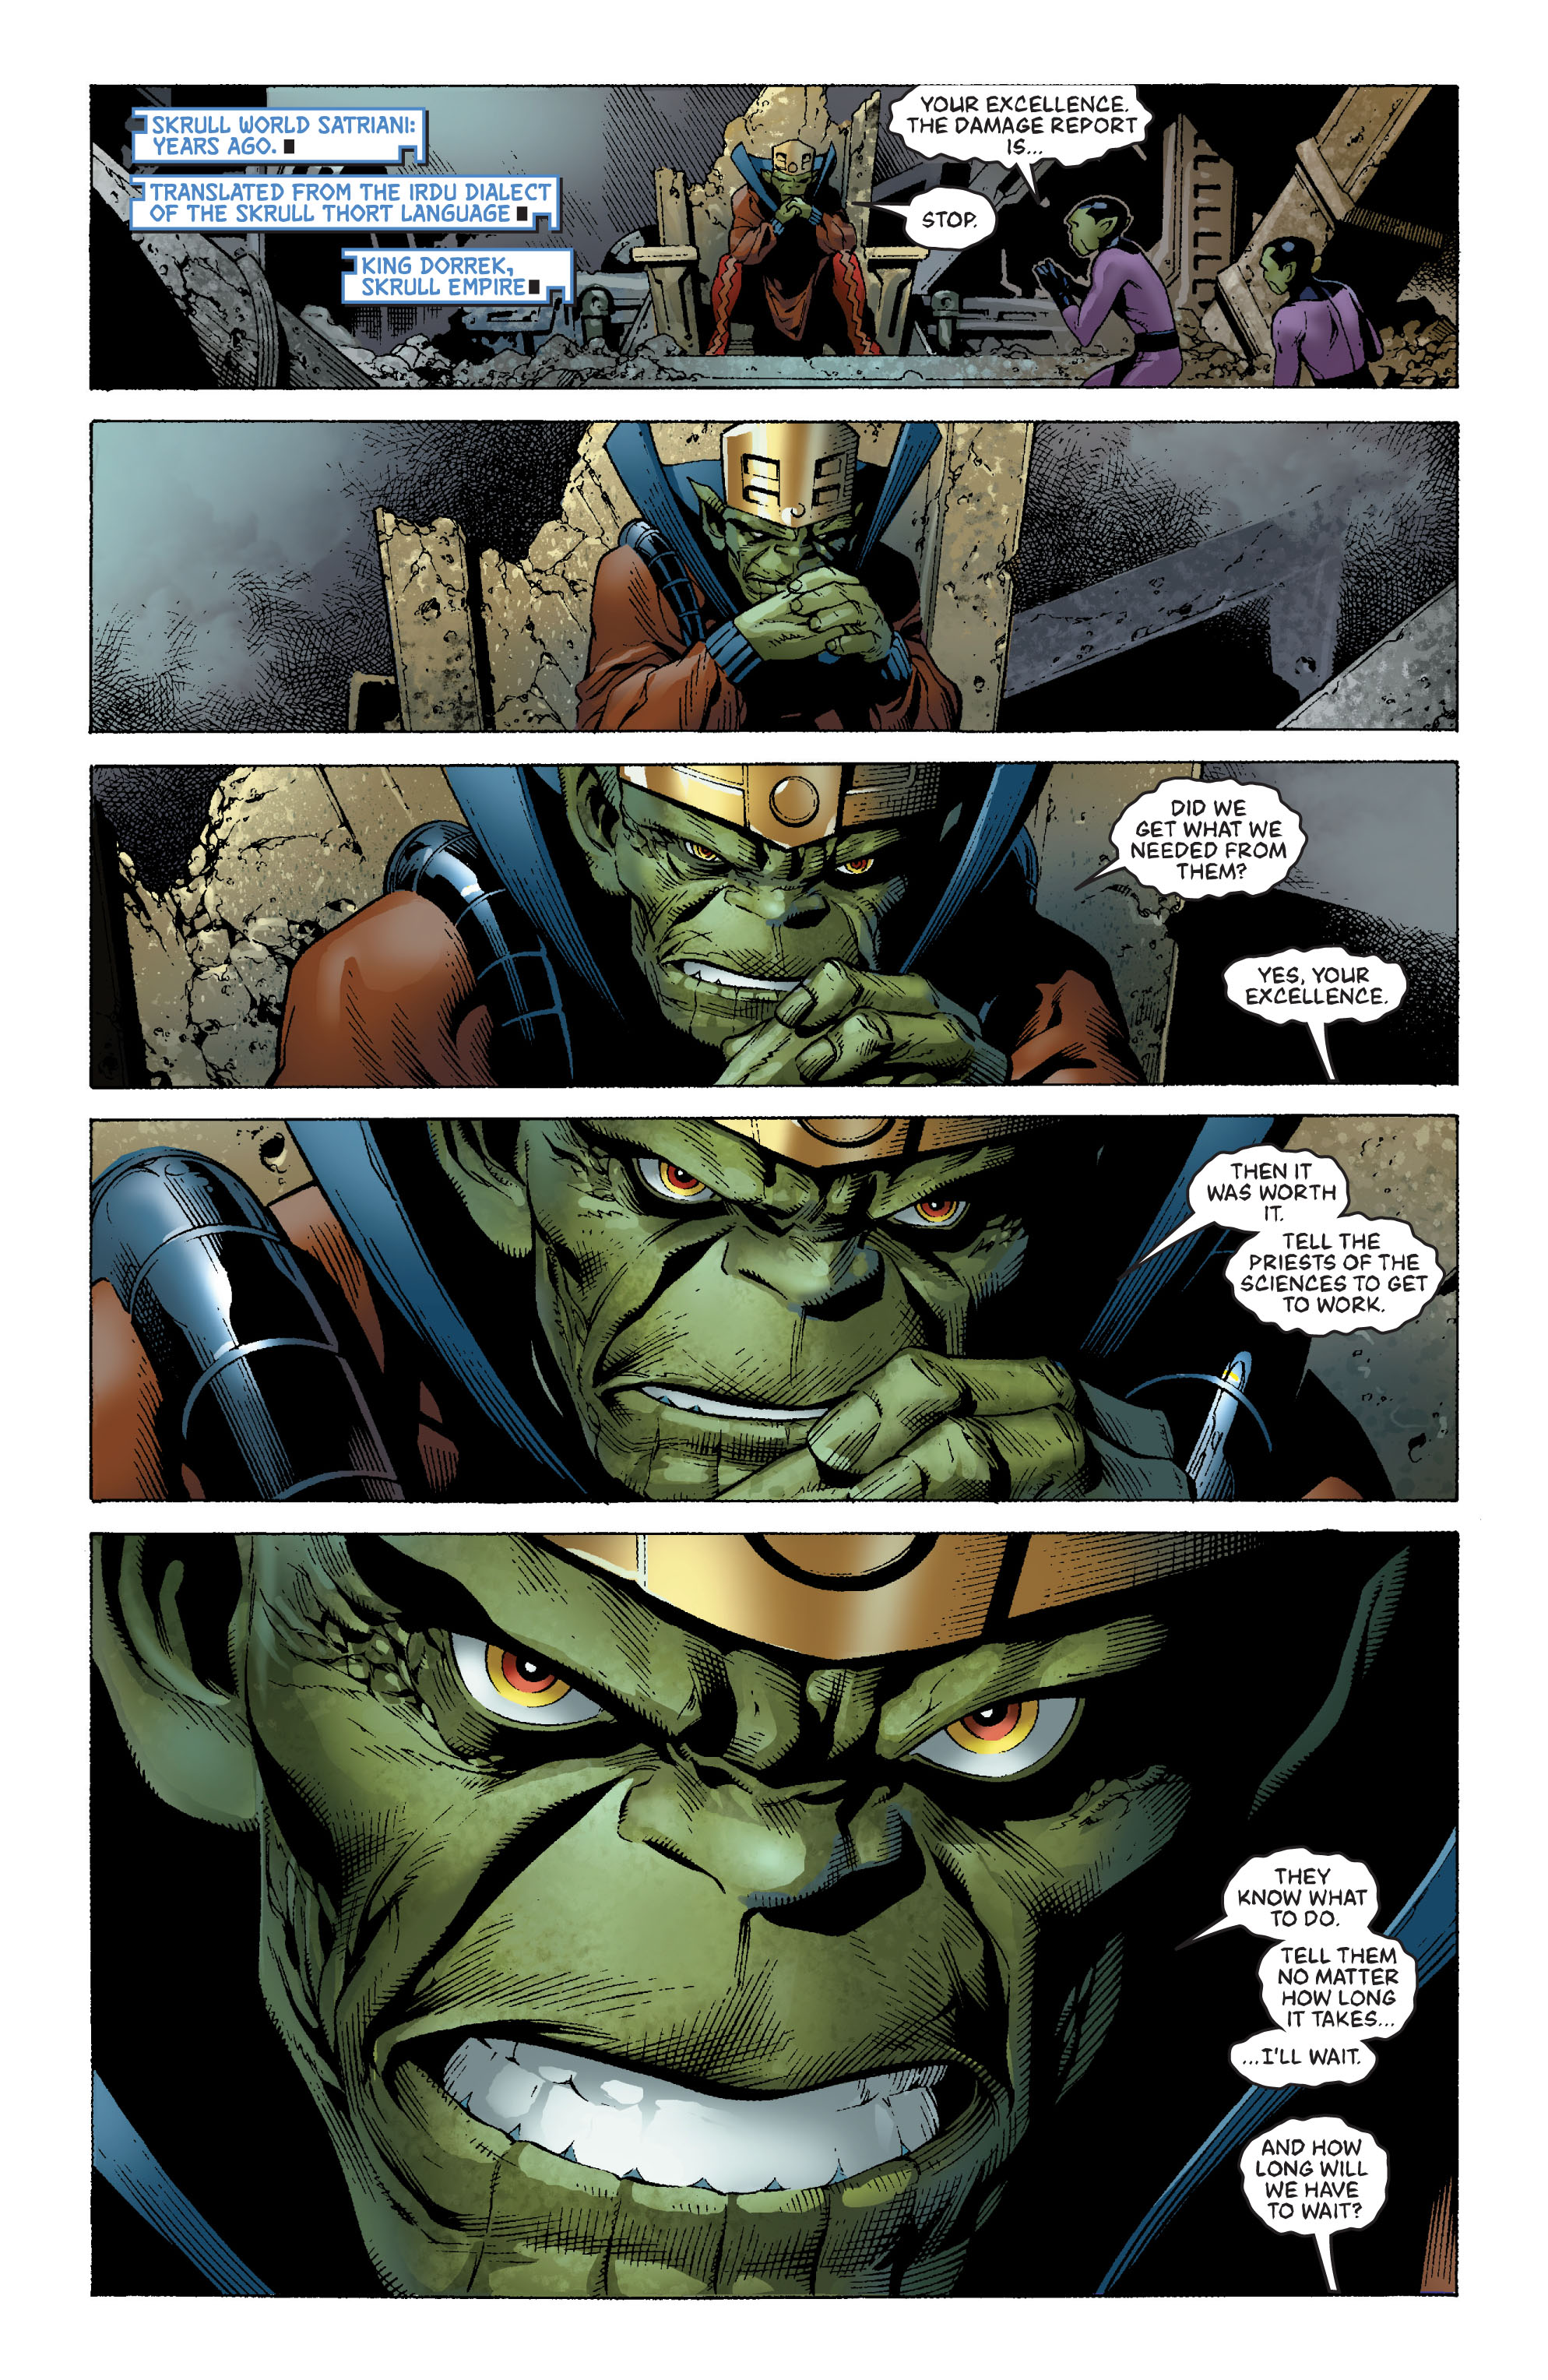 SKRULL WORLD SATRIANI:
YEARS AGO.
TRANSLATED FROM THE IRDU DIALECT
OF THE SKRULL THORT LANGUAGE
KING DORREK,
SKRULL EMPIRE
YOUR EXCELLENCE.
THE DAMAGE REPORT
IS...
STOP.
DID WE
GET WHAT WE
NEEDED FROM
THEM?
YES, YOUR
EXCELLENCE.
THEN IT
WAS WORTH
IT.
TELL THE
PRIESTS OF THE
SCIENCES TO GET
TO WORK.
THEY
KNOW WHAT
TO DO.
TELL THEM
NO MATTER
HOW LONG
IT TAKES...
...I'LL WAIT.
AND HOW
LONG WILL
WE HAVE
TO WAIT?